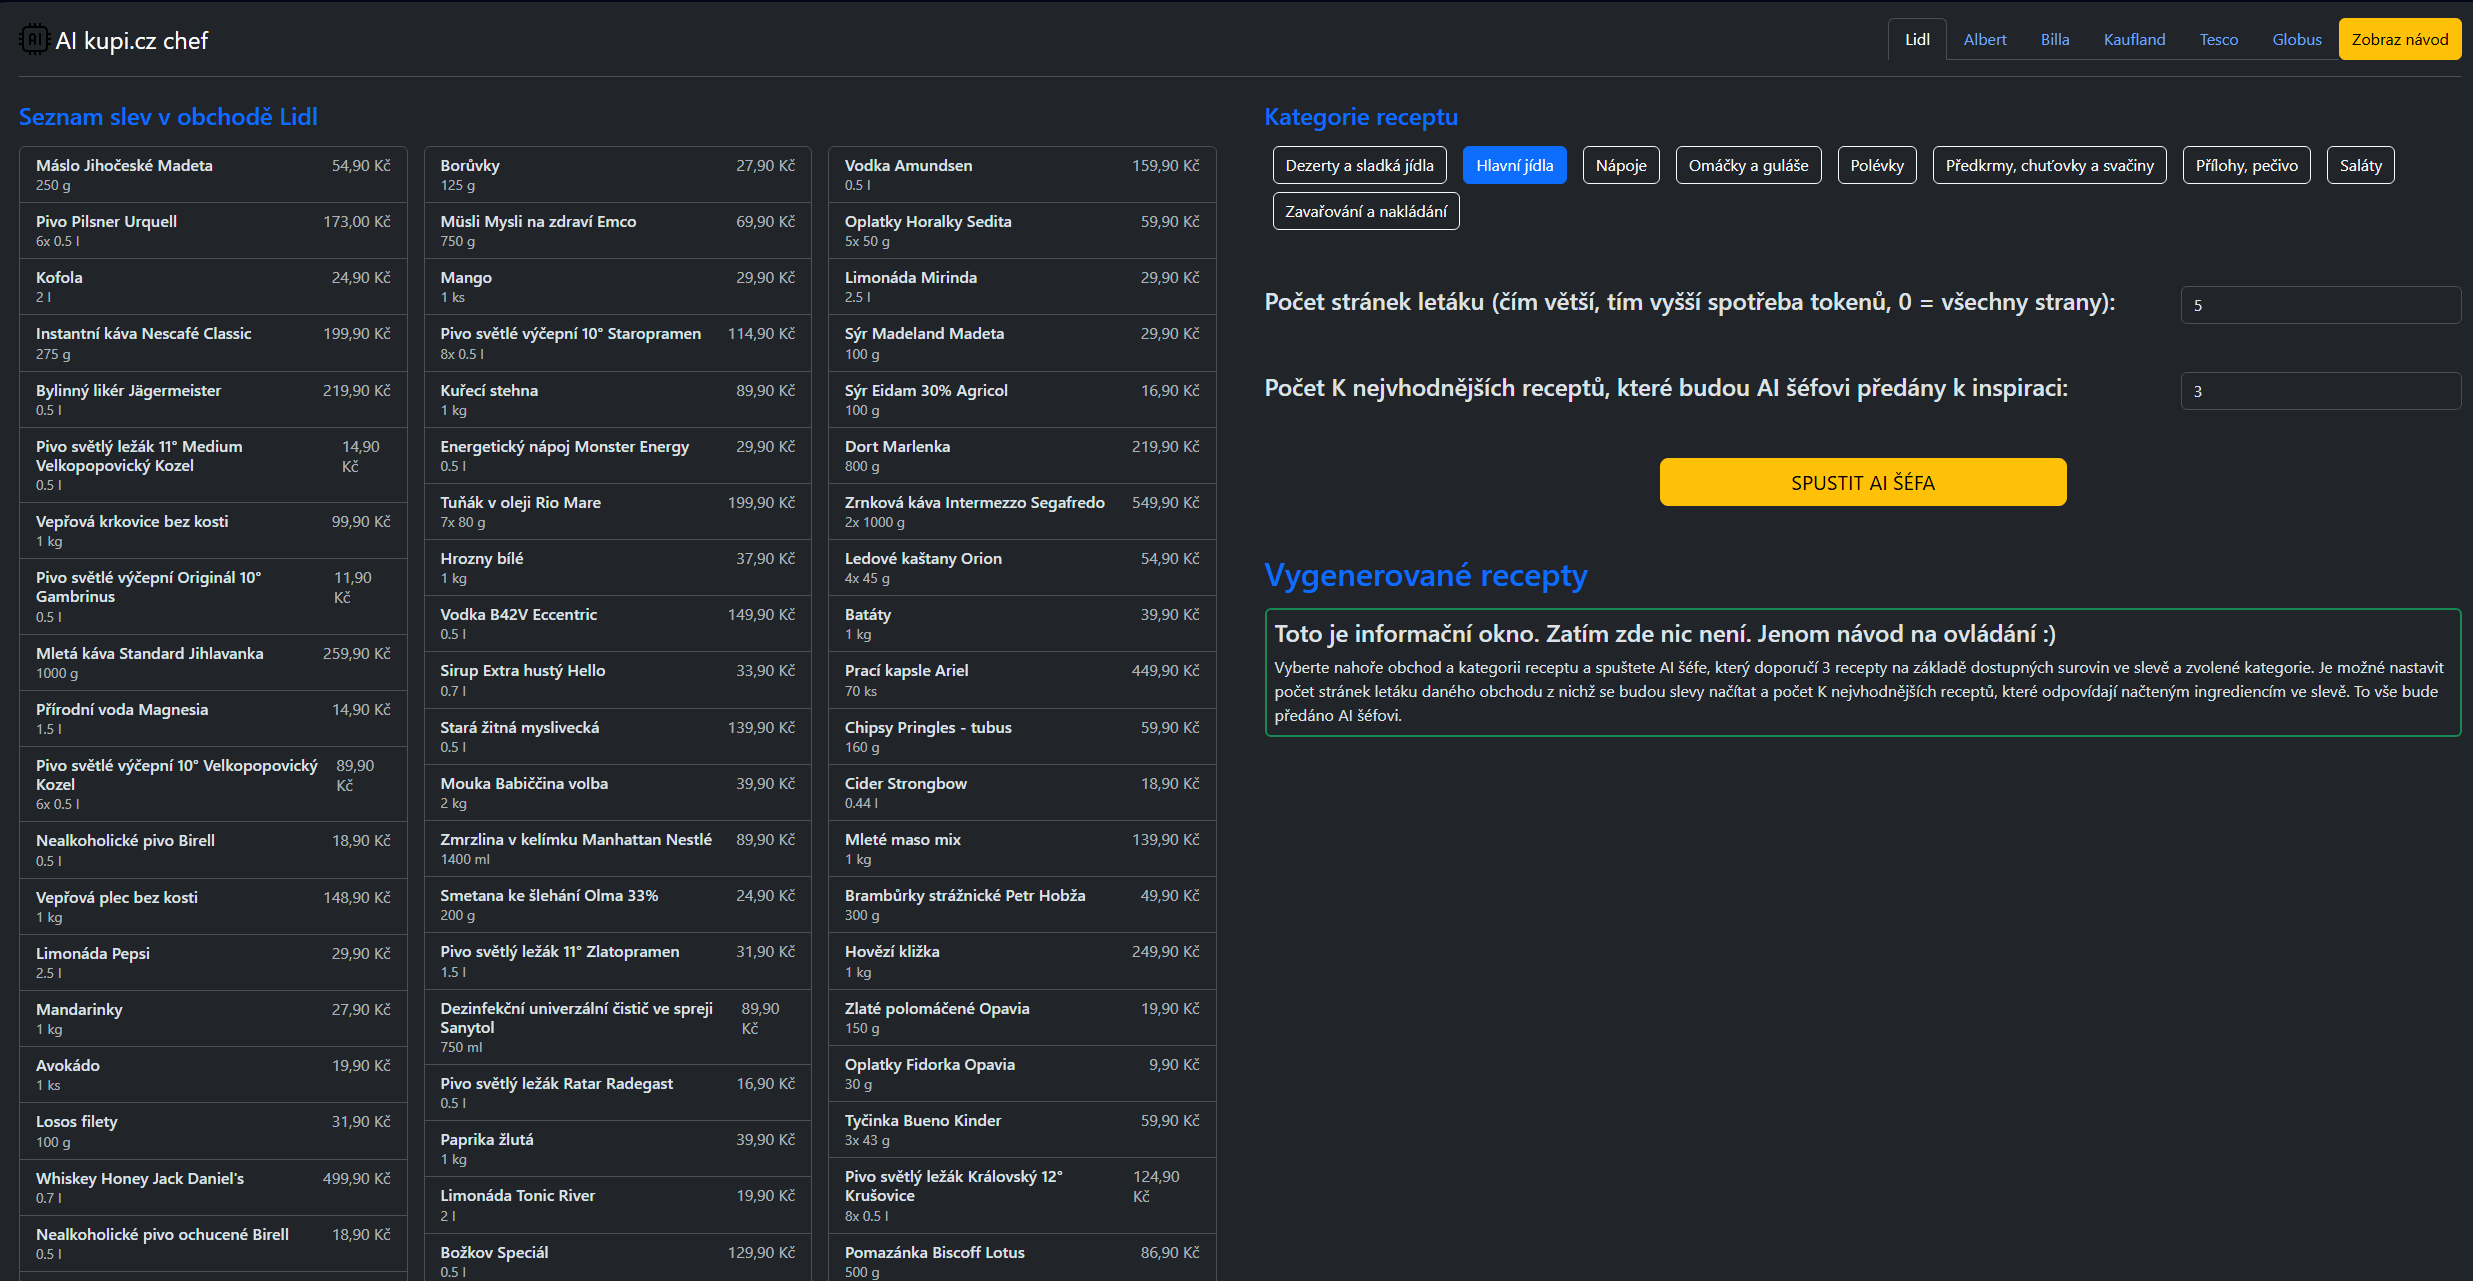 AI
AI kupi.cz chef
Lidl
Albert
Billa
Kaufland
Tesco
Globus
Zobraz návod
Seznam slev v obchodě Lidl
Máslo Jihočeské Madeta 54,90 Kč
250 g
Pivo Pilsner Urquell 173,00 Kč
6x 0.5 l
Kofola 24,90 Kč
2 l
Instantní káva Nescafé Classic 199,90 Kč
275 g
Bylinný likér Jägermeister 219,90 Kč
0.5 l
Pivo světlý ležák 11° Medium 14,90
Velkopopovický Kozel Kč
0.5 l
Vepřová krkovice bez kosti 99,90 Kč
1 kg
Pivo světlé výčepní Originál 10° 11,90
Gambrinus Kč
0.5 l
Mletá káva Standard Jihlavanka 259,90 Kč
1000 g
Přírodní voda Magnesia 14,90 Kč
1.5 l
Pivo světlé výčepní 10° Velkopopovický 89,90
Kozel Kč
6x 0.5 l
Nealkoholické pivo Birell 18,90 Kč
0.5 l
Vepřová plec bez kosti 148,90 Kč
1 kg
Limonáda Pepsi 29,90 Kč
2.5 l
Mandarinky 27,90 Kč
1 kg
Avokádo 19,90 Kč
1 ks
Losos filety 31,90 Kč
100 g
Whiskey Honey Jack Daniel's 499,90 Kč
0.7 l
Nealkoholické pivo ochucené Birell 18,90 Kč
0.5 l
Borůvky 27,90 Kč
125 g
Müsli Mysli na zdraví Emco 69,90 Kč
750 g
Mango 29,90 Kč
1 ks
Pivo světlé výčepní 10° Staropramen 114,90 Kč
8x 0.5 l
Kuřecí stehna 89,90 Kč
1 kg
Energetický nápoj Monster Energy 29,90 Kč
0.5 l
Tuňák v oleji Rio Mare 199,90 Kč
7x 80 g
Hrozny bílé 37,90 Kč
1 kg
Vodka B42V Eccentric 149,90 Kč
0.5 l
Sirup Extra hustý Hello 33,90 Kč
0.7 l
Stará žitná myslivecká 139,90 Kč
0.5 l
Mouka Babiččina volba 39,90 Kč
2 kg
Zmrzlina v kelímku Manhattan Nestlé 89,90 Kč
1400 ml
Smetana ke šlehání Olma 33% 24,90 Kč
200 g
Pivo světlý ležák 11° Zlatopramen 31,90 Kč
1.5 l
Dezinfekční univerzální čistič ve spreji 89,90
Sanytol Kč
750 ml
Pivo světlý ležák Ratar Radegast 16,90 Kč
0.5 l
Paprika žlutá 39,90 Kč
1 kg
Limonáda Tonic River 19,90 Kč
2 l
Božkov Speciál 129,90 Kč
0.5 l
Vodka Amundsen 159,90 Kč
0.5 l
Oplatky Horalky Sedita 59,90 Kč
5x 50 g
Limonáda Mirinda 29,90 Kč
2.5 l
Sýr Madeland Madeta 29,90 Kč
100 g
Sýr Eidam 30% Agricol 16,90 Kč
100 g
Dort Marlenka 219,90 Kč
800 g
Zrnková káva Intermezzo Segafredo 549,90 Kč
2x 1000 g
Ledové kaštany Orion 54,90 Kč
4x 45 g
Batáty 39,90 Kč
1 kg
Prací kapsle Ariel 449,90 Kč
70 ks
Chipsy Pringles - tubus 59,90 Kč
160 g
Cider Strongbow 18,90 Kč
0.44 l
Mleté maso mix 139,90 Kč
1 kg
Brambůrky strážnické Petr Hobža 49,90 Kč
300 g
Hovězí kližka 249,90 Kč
1 kg
Zlaté polomáčené Opavia 19,90 Kč
150 g
Oplatky Fidorka Opavia 9,90 Kč
30 g
Tyčinka Bueno Kinder 59,90 Kč
3x 43 g
Pivo světlý ležák Královský 12° 124,90
Krušovice Kč
8x 0.5 l
Pomazánka Biscoff Lotus 86,90 Kč
500 g
Kategorie receptu
Dezerty a sladká jídla
Hlavní jídla
Nápoje
Omáčky a guláše
Polévky
Předkrmy, chuťovky a svačiny
Přílohy, pečivo
Saláty
Zavařování a nakládání
Počet stránek letáku (čím větší, tím vyšší spotřeba tokenů, 0 = všechny strany): 5
Počet K nejvhodnějších receptů, které budou AI šéfovi předány k inspiraci: 3
SPUSTIT AI ŠÉFA
Vygenerované recepty
Toto je informační okno. Zatím zde nic není. Jenom návod na ovládání :)
Vyberte nahoře obchod a kategorii receptu a spuštete AI šéfe, který doporučí 3 recepty na základě dostupných surovin ve slevě a zvolené kategorie. Je možné nastavit
počet stránek letáku daného obchodu z nichž se budou slevy načítat a počet K nejvhodnějších receptů, které odpovídají načteným ingrediencím ve slevě. To vše bude
předáno AI šéfovi.